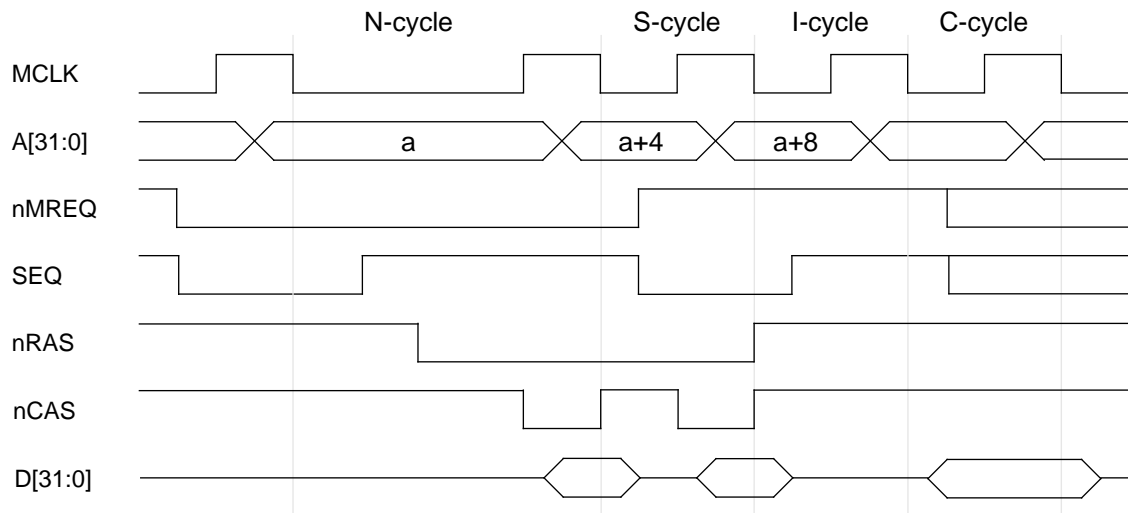 N-cycle S-cycle I-cycle C-cycle
MCLK
A[31:0] a a+4 a+8
nMREQ
SEQ
nRAS
nCAS
D[31:0]